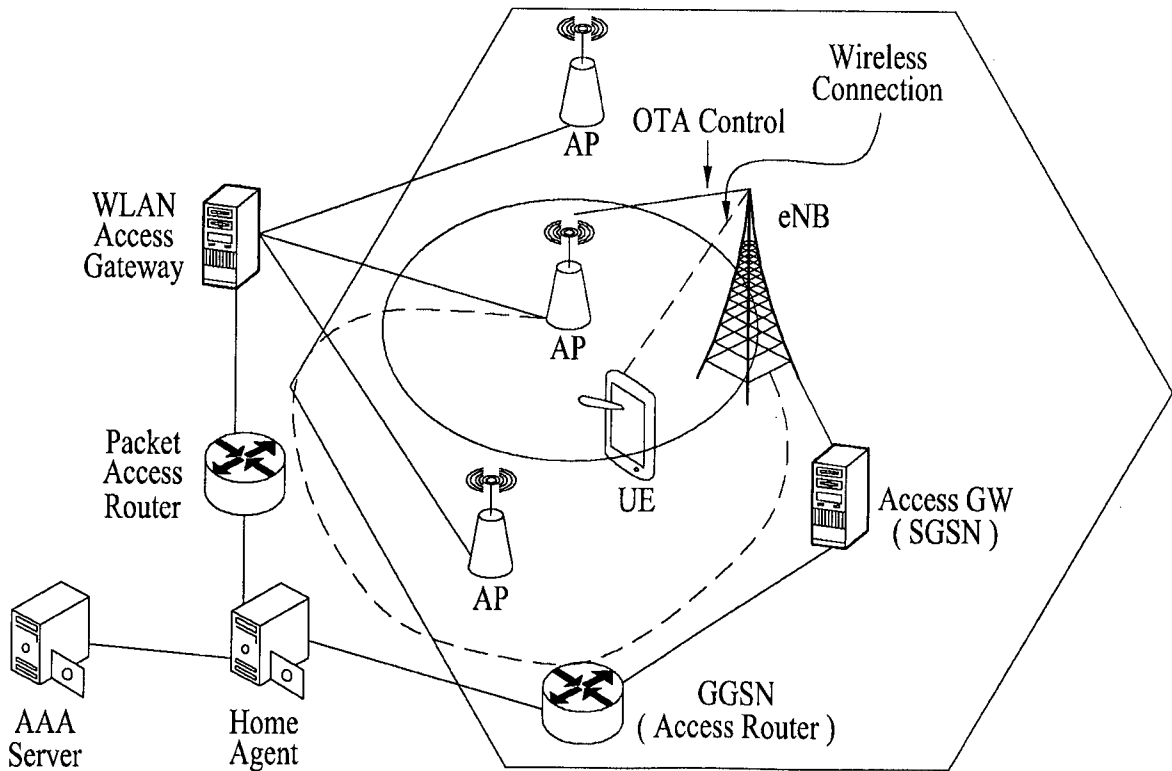 Wireless
Connection
OTA Control
AP
WLAN
Access
Gateway
eNB
AP
Packet
Access
Router
UE
Access GW
( SGSN )
AP
GGSN
( Access Router )
AAA
Server
Home
Agent